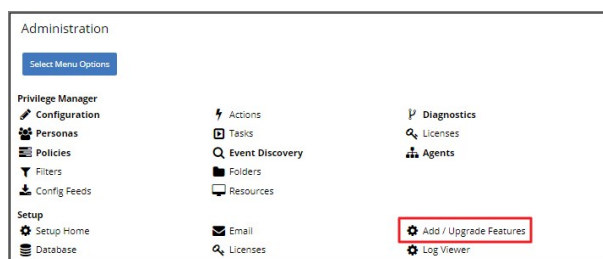 Administration
Select Menu Options
Privilege Manager
Configuration Actions Diagnostics
Personas Tasks Licenses
Policies Event Discovery Agents
Filters Folders
Config Feeds Resources
Setup
Setup Home Email Add / Upgrade Features
Database Licenses Log Viewer